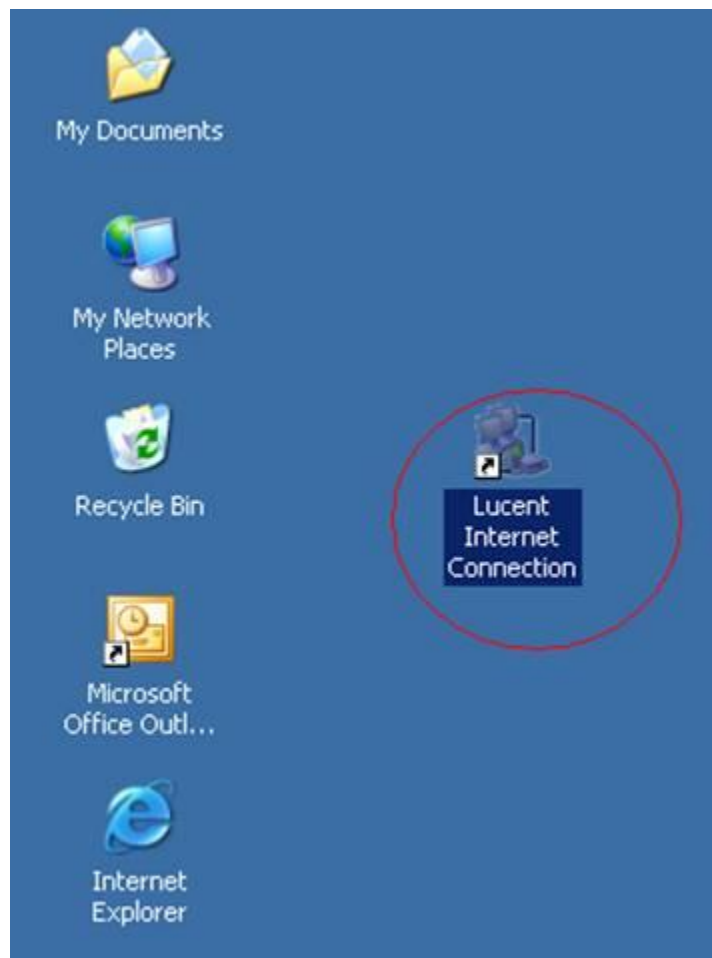 My Documents
My Network
Places
Recycle Bin
Lucent
Internet
Connection
Microsoft
Office Outl...
Internet
Explorer